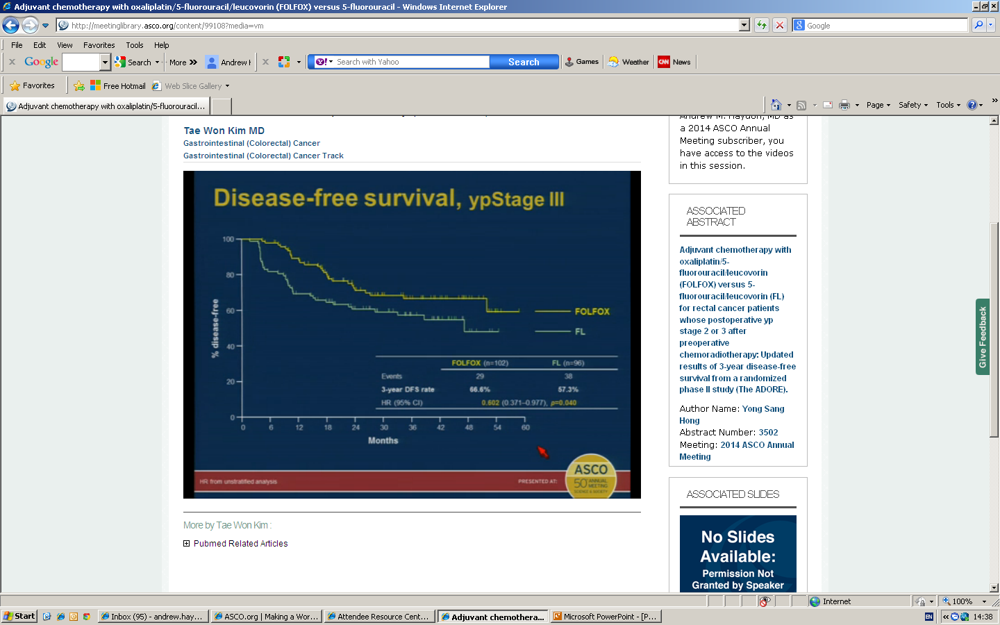 Adjuvant chemotherapy with oxaliplatin/5-fluorouracil/leucovorin (FOLFOX) versus 5-fluorouracil - Windows Internet Explorer
http://meetinglibrary.asco.org/content/99108?media=vm
Google
File Edit View Favorites Tools Help
Google Search More »
Search with Yahoo
Search
Games
Weather
CNN News
Favorites
Free Hotmail
Web Slice Gallery
Adjuvant chemotherapy with oxaliplatin/5-fluorouracil...
Page Safety Tools
Tae Won Kim MD
Gastrointestinal (Colorectal) Cancer
Gastrointestinal (Colorectal) Cancer Track
Disease-free survival, ypStage III
% disease-free
100
80
60
40
20
0
FOLFOX
FL
FOLFOX (n=102) FL (n=96)
Events 29 38
3-year DFS rate 66.6% 57.3%
HR (95% CI) 0.602 (0.371–0.977), p=0.040
0 6 12 18 24 30 36 42 48 54 60
Months
HR from unstratified analysis
PRESENTED AT:
ASCO
50 ANNUAL
MEETING
SCIENCE & SOCIETY
More by Tae Won Kim :
Pubmed Related Articles
Andrew M. Haydon, MD as
a 2014 ASCO Annual
Meeting subscriber, you
have access to the videos
in this session.
ASSOCIATED
ABSTRACT
Adjuvant chemotherapy with
oxaliplatin/5-
fluorouracil/leucovorin
(FOLFOX) versus 5-
fluorouracil/leucovorin (FL)
for rectal cancer patients
whose postoperative yp
stage 2 or 3 after
preoperative
chemoradiotherapy: Updated
results of 3-year disease-free
survival from a randomized
phase II study (The ADORE).
Author Name: Yong Sang
Hong
Abstract Number: 3502
Meeting: 2014 ASCO Annual
Meeting
ASSOCIATED SLIDES
No Slides
Available:
Permission Not
Granted by Speaker
Give Feedback
Internet
100%
Start
Inbox (95) - andrew.hay...
ASCO.org | Making a Wor...
Attendee Resource Cent...
Adjuvant chemothera...
Microsoft PowerPoint - [P...
EN
14:38